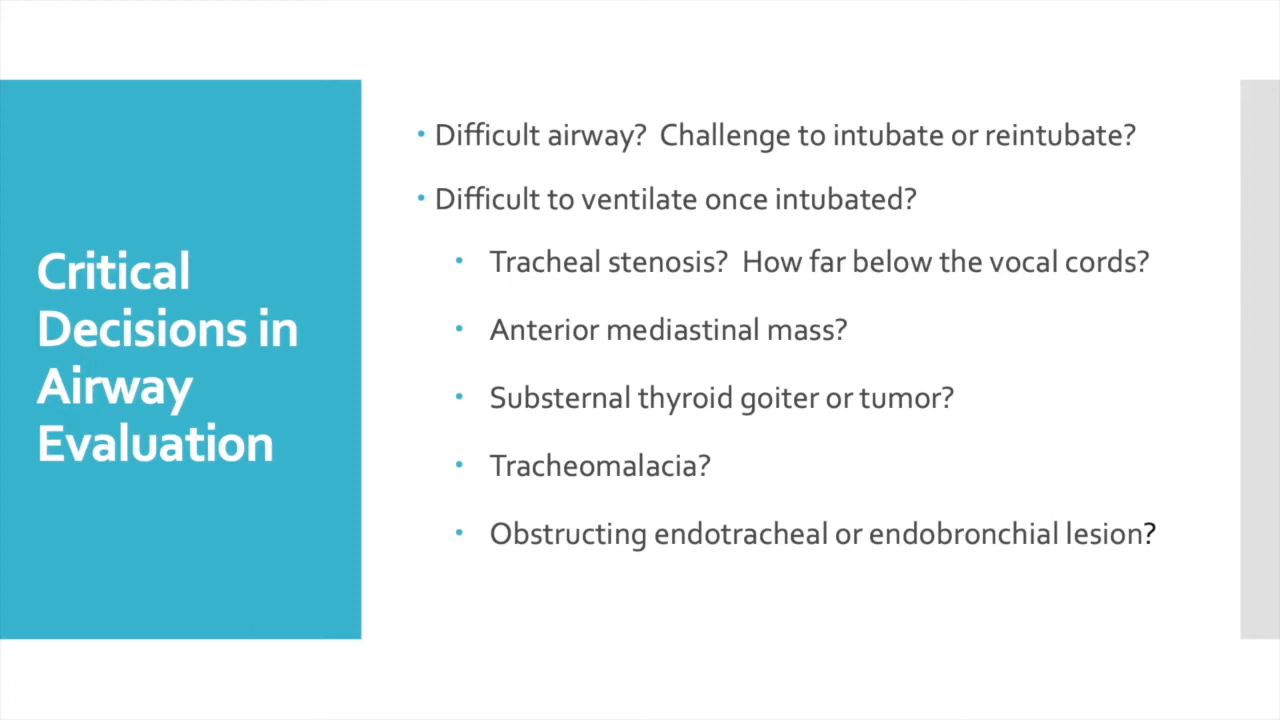 Critical
Decisions in
Airway
Evaluation
• Difficult airway? Challenge to intubate or reintubate?
• Difficult to ventilate once intubated?
• Tracheal stenosis? How far below the vocal cords?
• Anterior mediastinal mass?
• Substernal thyroid goiter or tumor?
• Tracheomalacia?
• Obstructing endotracheal or endobronchial lesion?